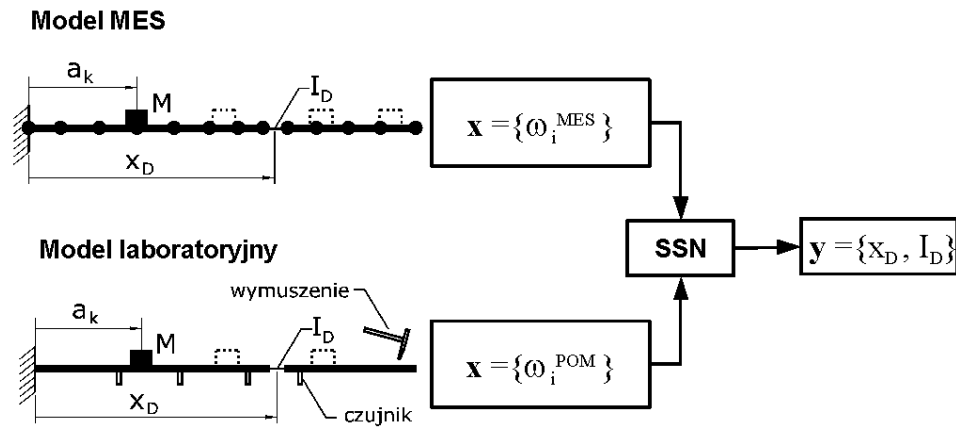 Model MES
a_k
M
I_D
x_D
x = {ω_i^MES}
SSN
y = {x_D, I_D}
Model laboratoryjny
wymuszenie
a_k
M
I_D
x_D
czujnik
x = {ω_i^POM}